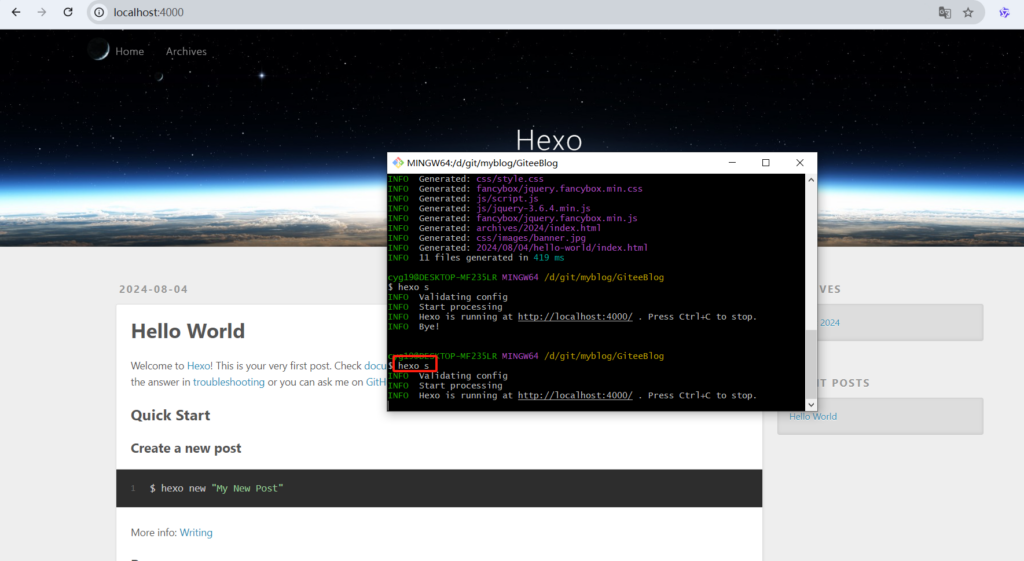 localhost:4000
Home Archives
Hexo
MINGW64:/d/git/myblog/GiteeBlog
INFO Generated: css/style.css
INFO Generated: fancybox/jquery.fancybox.min.css
INFO Generated: js/script.js
INFO Generated: js/jquery-3.6.4.min.js
INFO Generated: fancybox/jquery.fancybox.min.js
INFO Generated: archives/2024/index.html
INFO Generated: css/images/banner.jpg
INFO Generated: 2024/08/04/hello-world/index.html
INFO 11 files generated in 419 ms
cyg19@DESKTOP-MF235LR MINGW64 /d/git/myblog/GiteeBlog
$ hexo s
INFO Validating config
INFO Start processing
INFO Hexo is running at http://localhost:4000/ . Press Ctrl+C to stop.
INFO Bye!
cyg19@DESKTOP-MF235LR MINGW64 /d/git/myblog/GiteeBlog
$ hexo s
INFO Validating config
INFO Start processing
INFO Hexo is running at http://localhost:4000/ . Press Ctrl+C to stop.
2024-08-04
Hello World
Welcome to Hexo! This is your very first post. Check docu
the answer in troubleshooting or you can ask me on GitH
Quick Start
Create a new post
1 $ hexo new "My New Post"
More info: Writing
VES
2024
T POSTS
Hello World